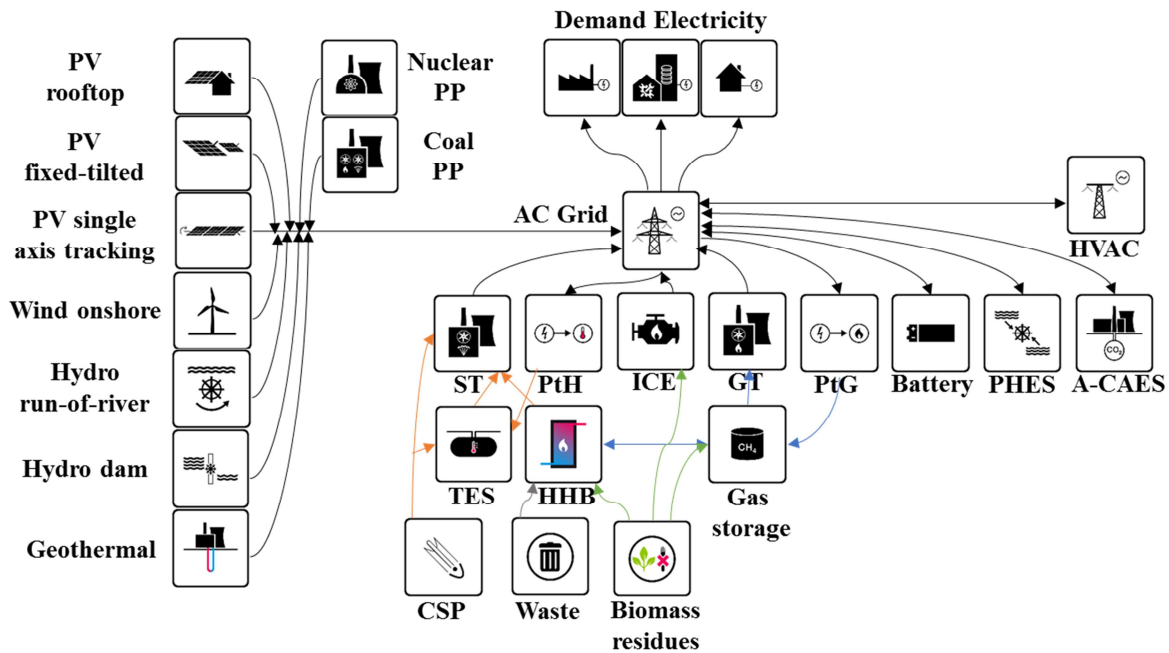 Demand Electricity
PV
rooftop
Nuclear
PP
PV
fixed-tilted
Coal
PP
PV single
axis tracking
AC Grid
HVAC
Wind onshore
Hydro
run-of-river
ST
PtH
ICE
GT
PtG
Battery
PHES
A-CAES
CO₂
Hydro dam
TES
HHB
CH₄
Gas
storage
Geothermal
CSP
Waste
Biomass
residues